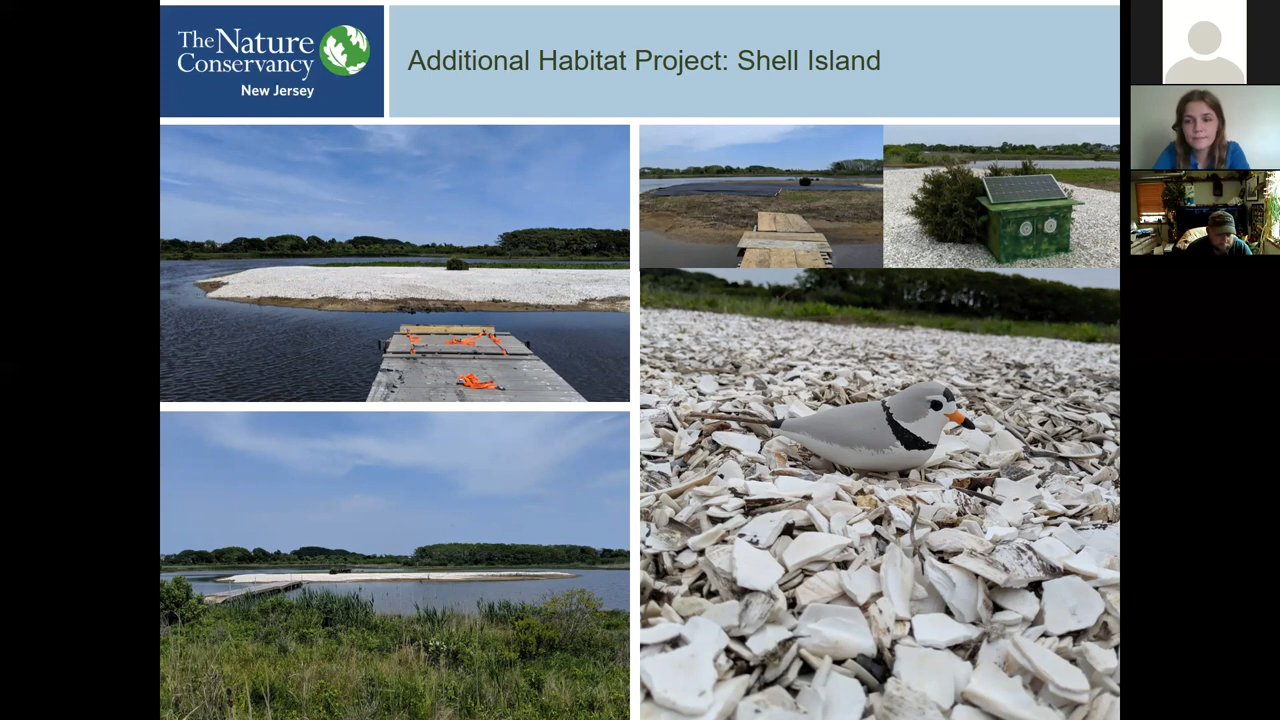 The Nature
Conservancy
New Jersey
Additional Habitat Project: Shell Island